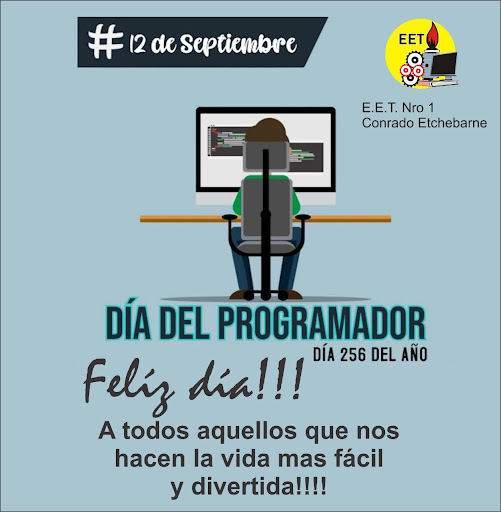 # 12 de Septiembre
EET
E.E.T. Nro 1
Conrado Etchebarne
DÍA DEL PROGRAMADOR
DÍA 256 DEL AÑO
Felíz día!!!
A todos aquellos que nos
hacen la vida mas fácil
y divertida!!!!